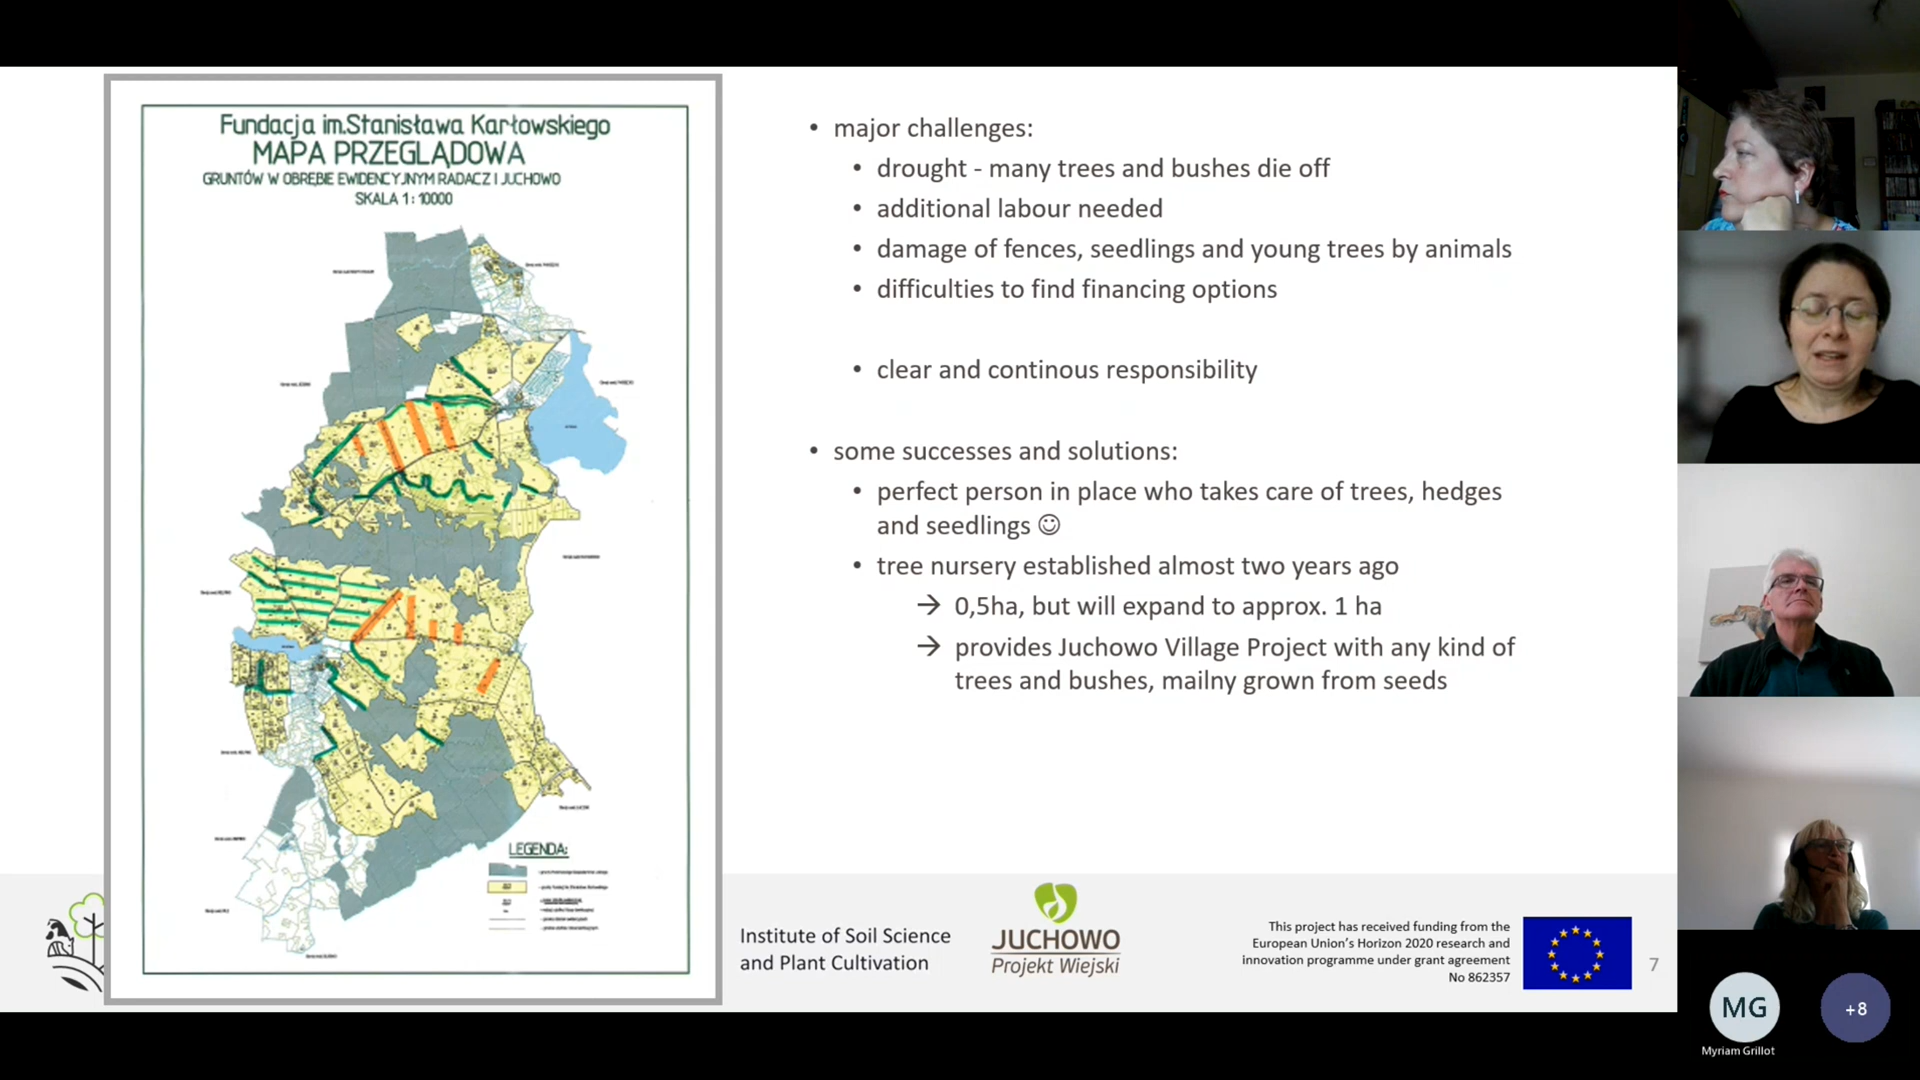 Fundacja im.Stanisława Karłowskiego
MAPA PRZEGLĄDOWA
GRUNTÓW W OBRĘBIE EWIDENCYJNYM RADACZ I JUCHOWO
SKALA 1: 10000
LEGENDA:
• major challenges:
• drought - many trees and bushes die off
• additional labour needed
• damage of fences, seedlings and young trees by animals
• difficulties to find financing options
• clear and continous responsibility
• some successes and solutions:
• perfect person in place who takes care of trees, hedges
and seedlings ☺
• tree nursery established almost two years ago
→ 0,5ha, but will expand to approx. 1 ha
→ provides Juchowo Village Project with any kind of
trees and bushes, mailny grown from seeds
Institute of Soil Science
and Plant Cultivation
JUCHOWO
Projekt Wiejski
This project has received funding from the
European Union's Horizon 2020 research and
innovation programme under grant agreement
No 862357
7
MG
Myriam Grillot
+8